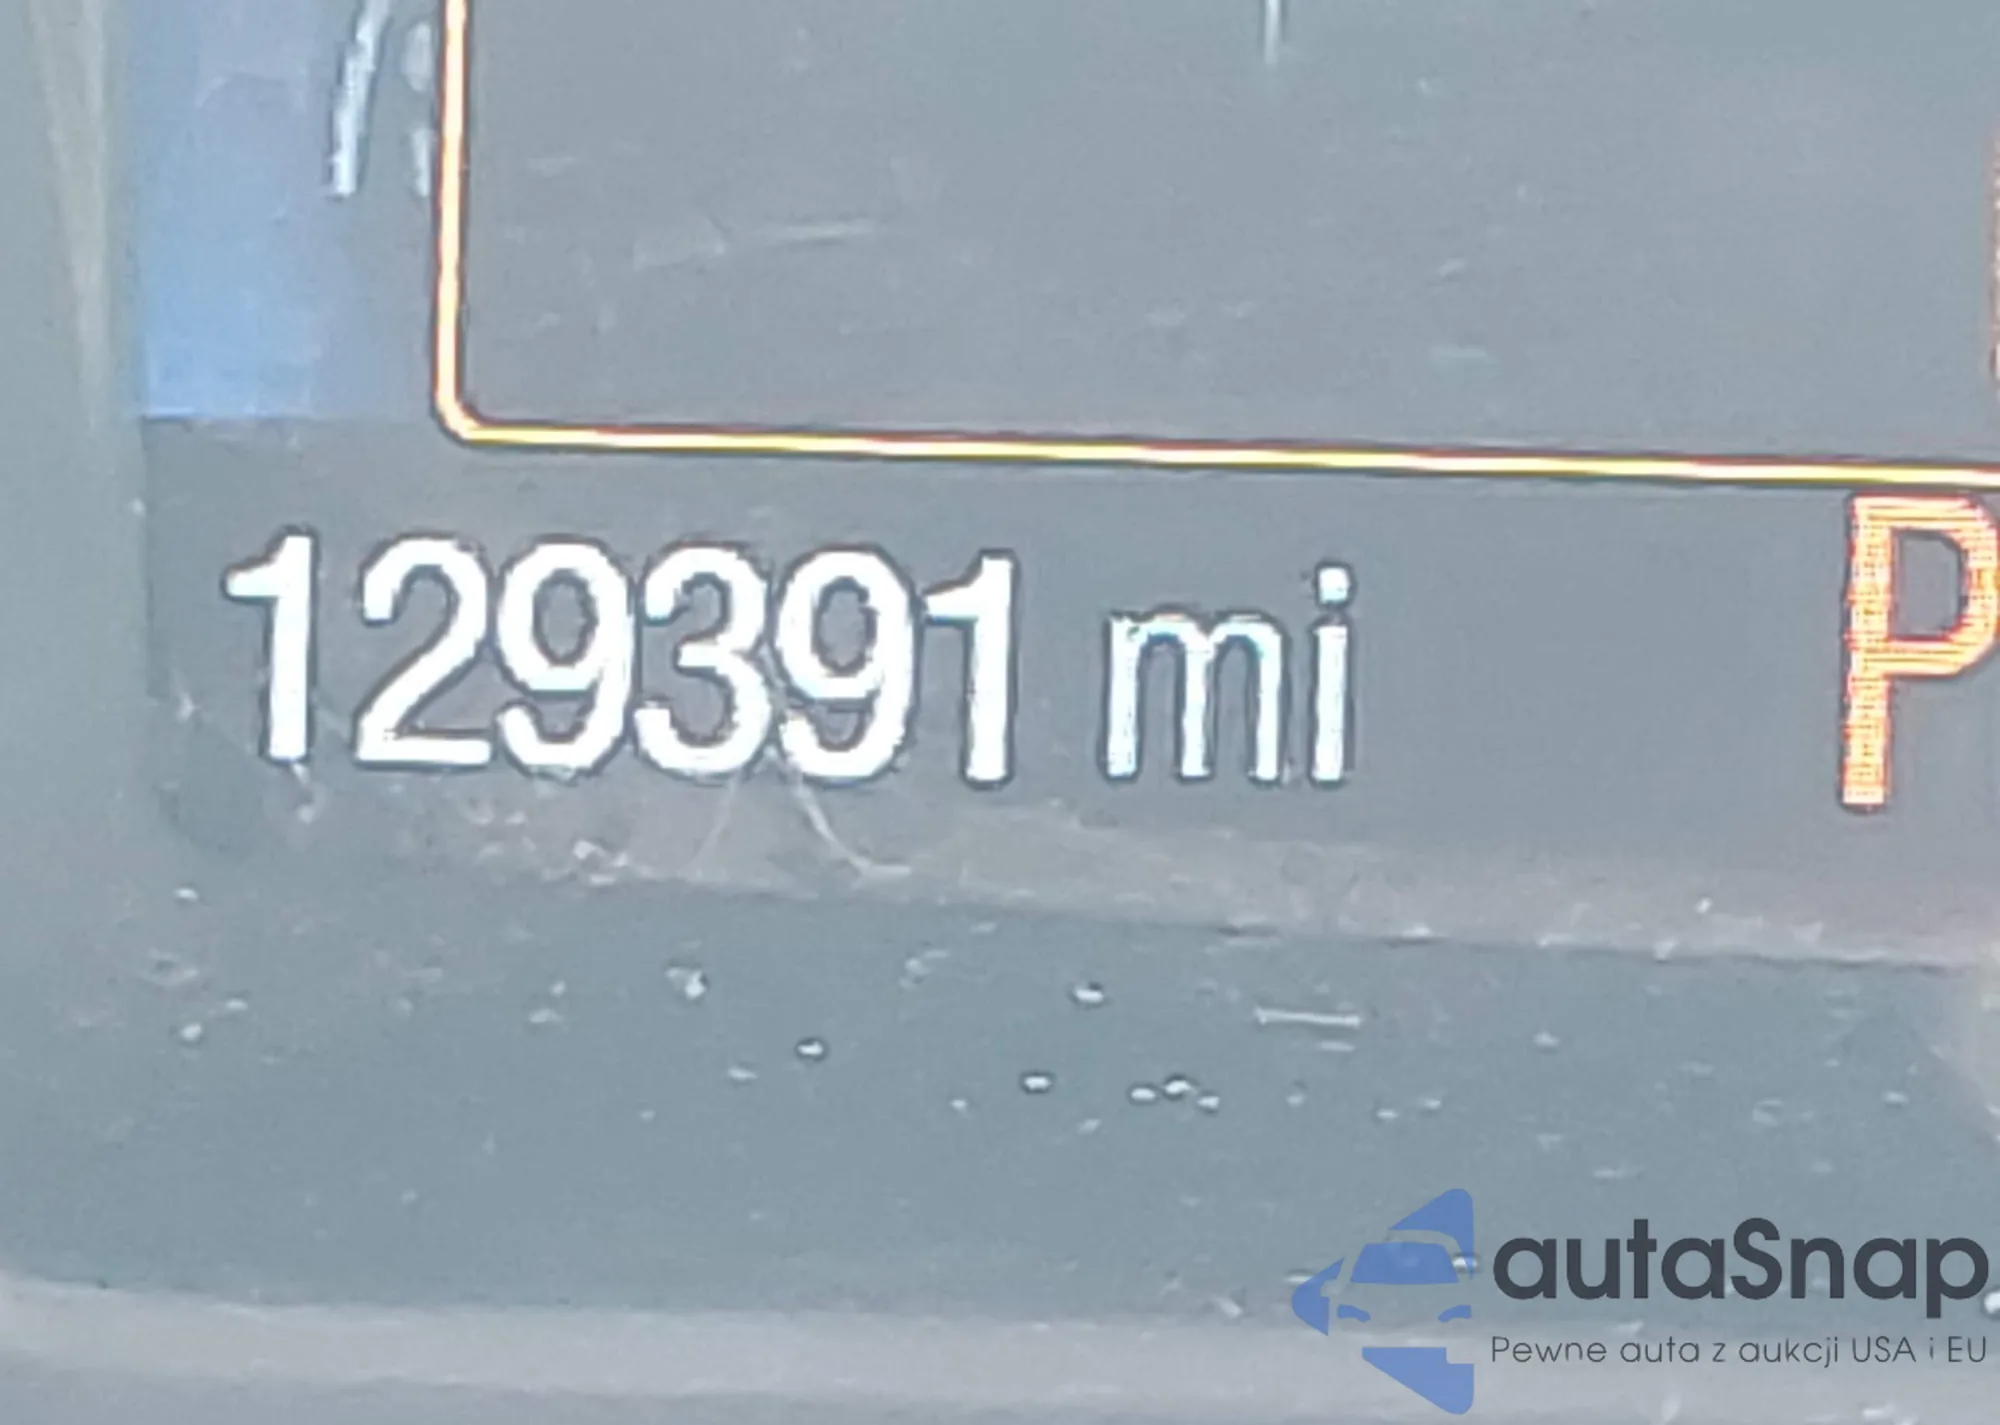 129391 mi
P
autaSnap
Pewne auta z aukcji USA i EU